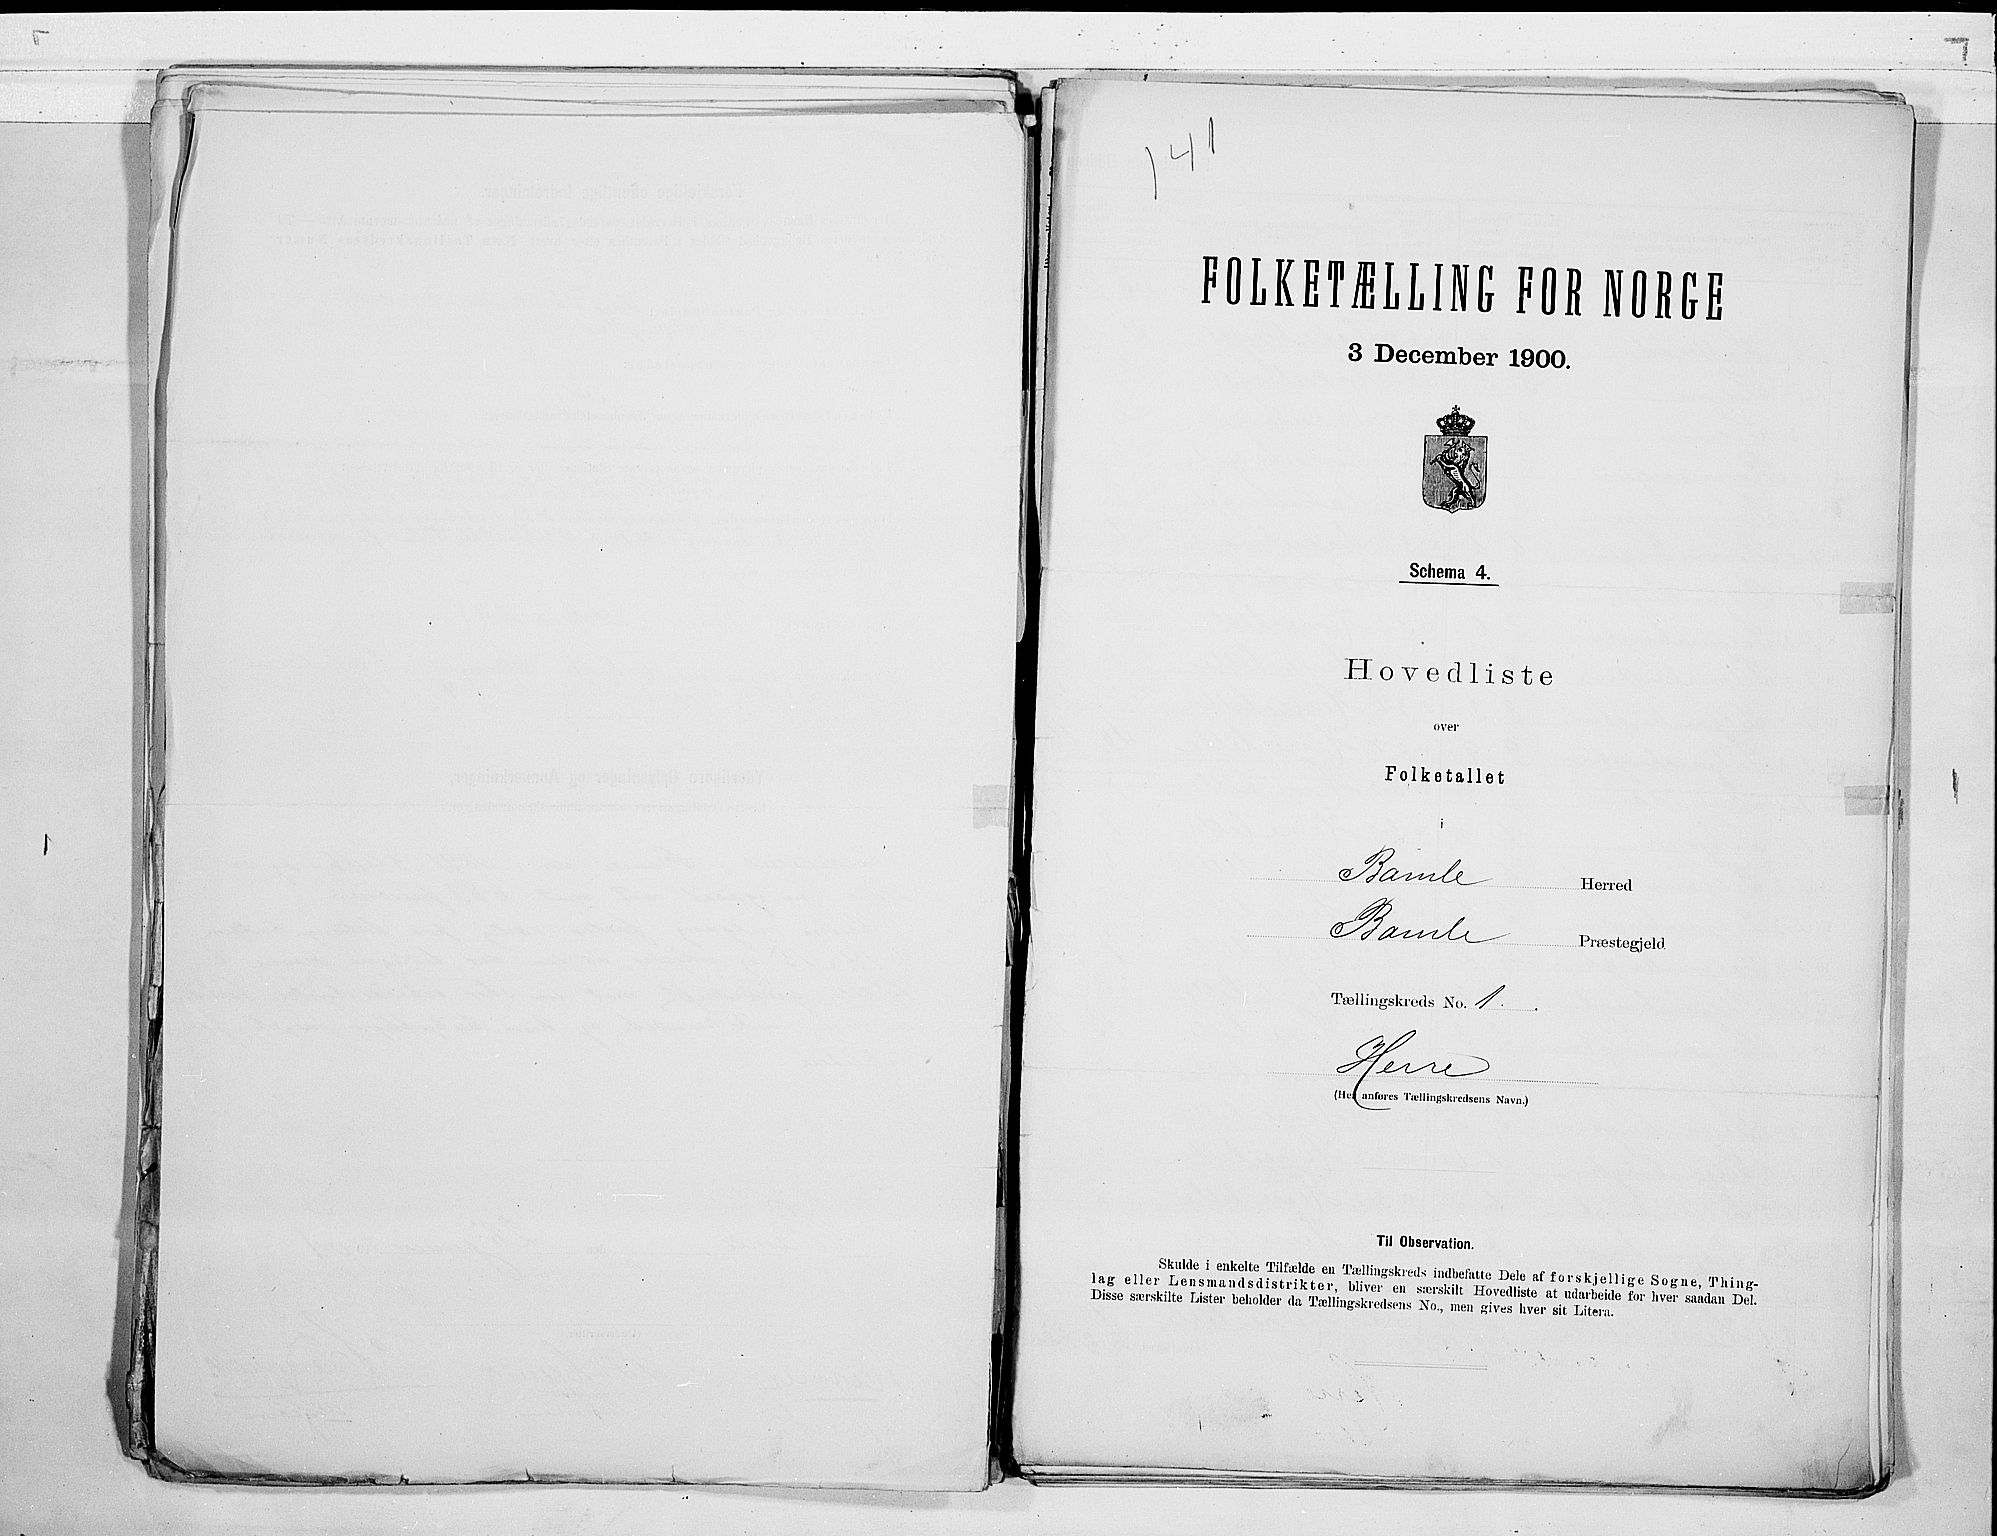 141
FOLKETÆLLING FOR NORGE
3 December 1900.
Schema 4.
Hovedliste
over
Folketallet
i
Bamle Herred
Bamle Præstegjeld
Tællingskreds No. 1.
Herre
(Her anføres Tællingskredsens Navn.)
Til Observation.
Skulde i enkelte Tilfælde en Tællingskreds indbefatte Dele af forskjellige Sogne, Thing-
lag eller Lensmandsdistrikter, bliver en særskilt Hovedliste at udarbeide for hver saadan Del.
Disse særskilte Lister beholder da Tællingskredsens No., men gives hver sit Litera.